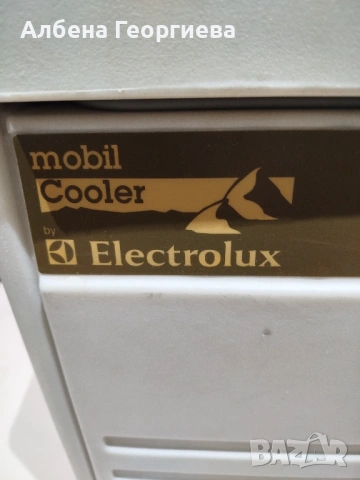 Албена Георгиева
mobil
Cooler
by
Electrolux
BAZAR